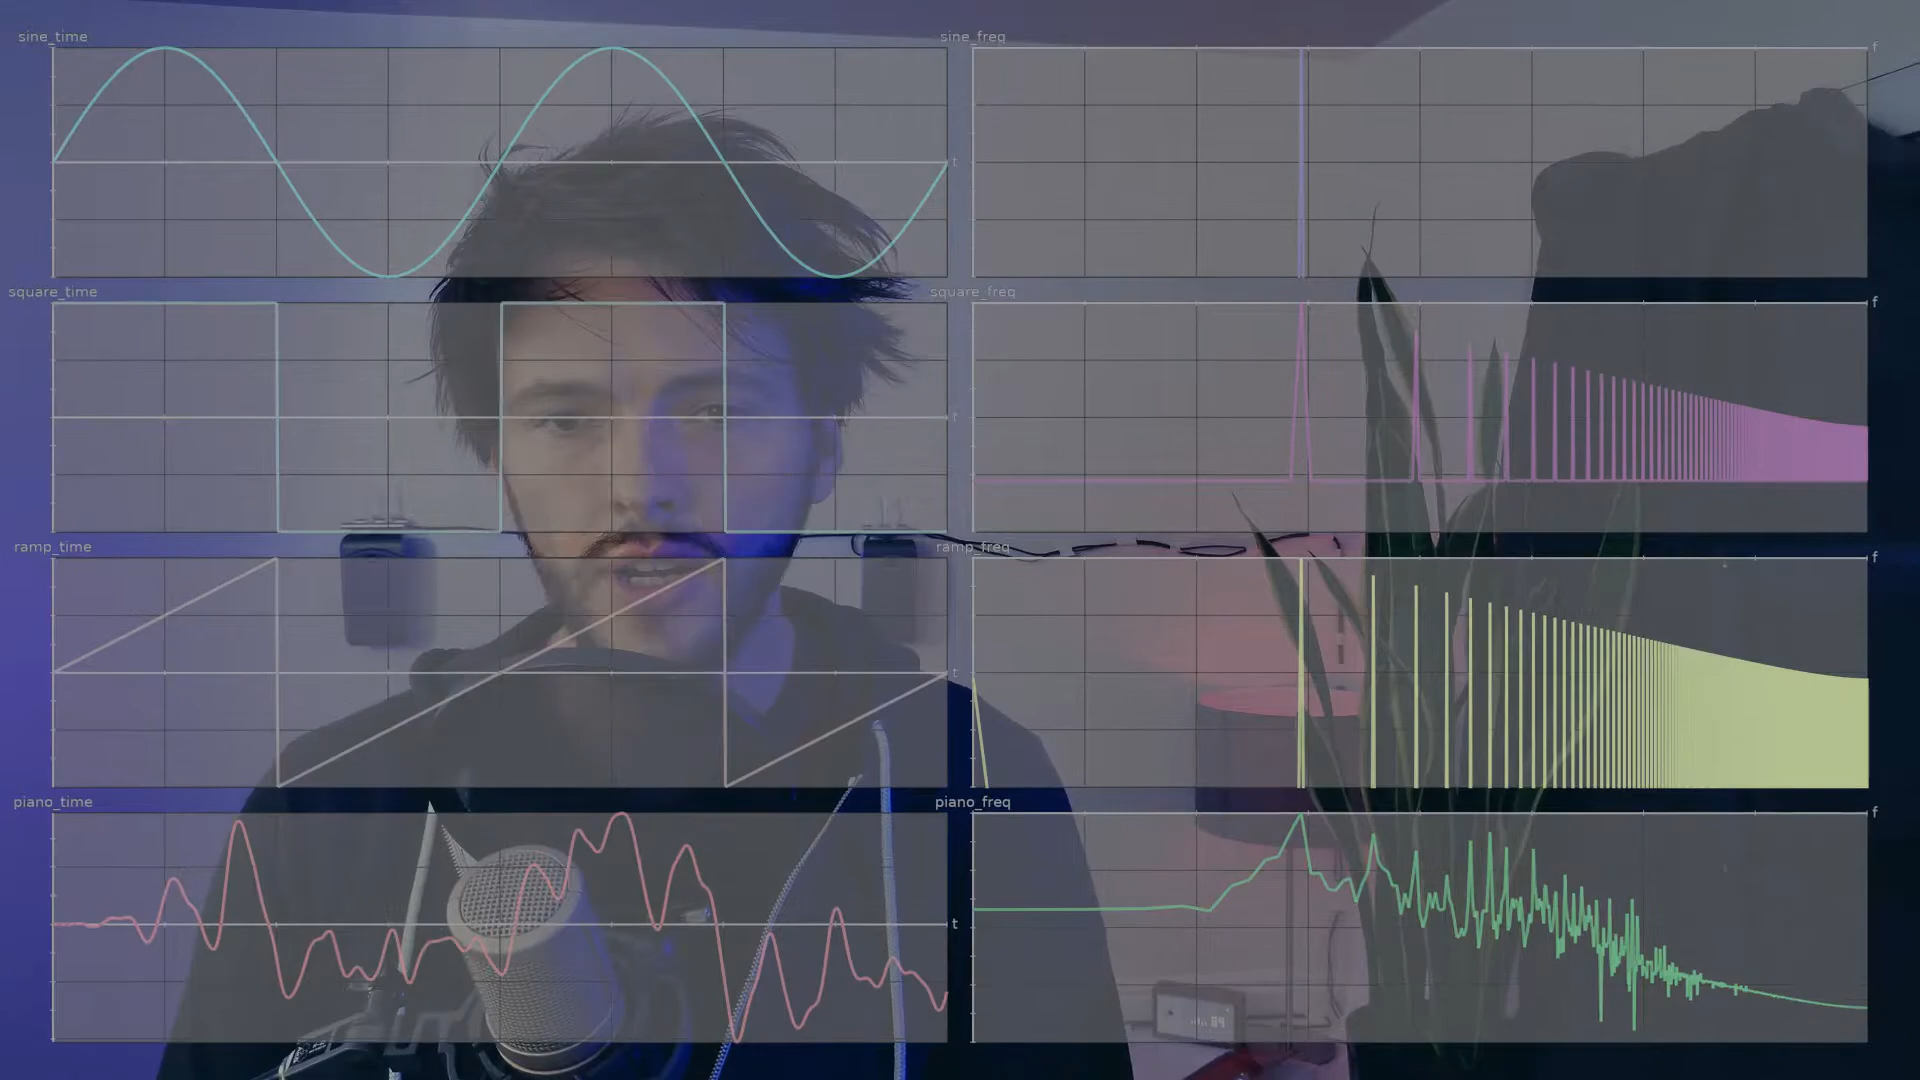 sine_time
sine_freq
f
t
square_time
square_freq
f
t
ramp_time
ramp_freq
f
t
piano_time
piano_freq
f
t